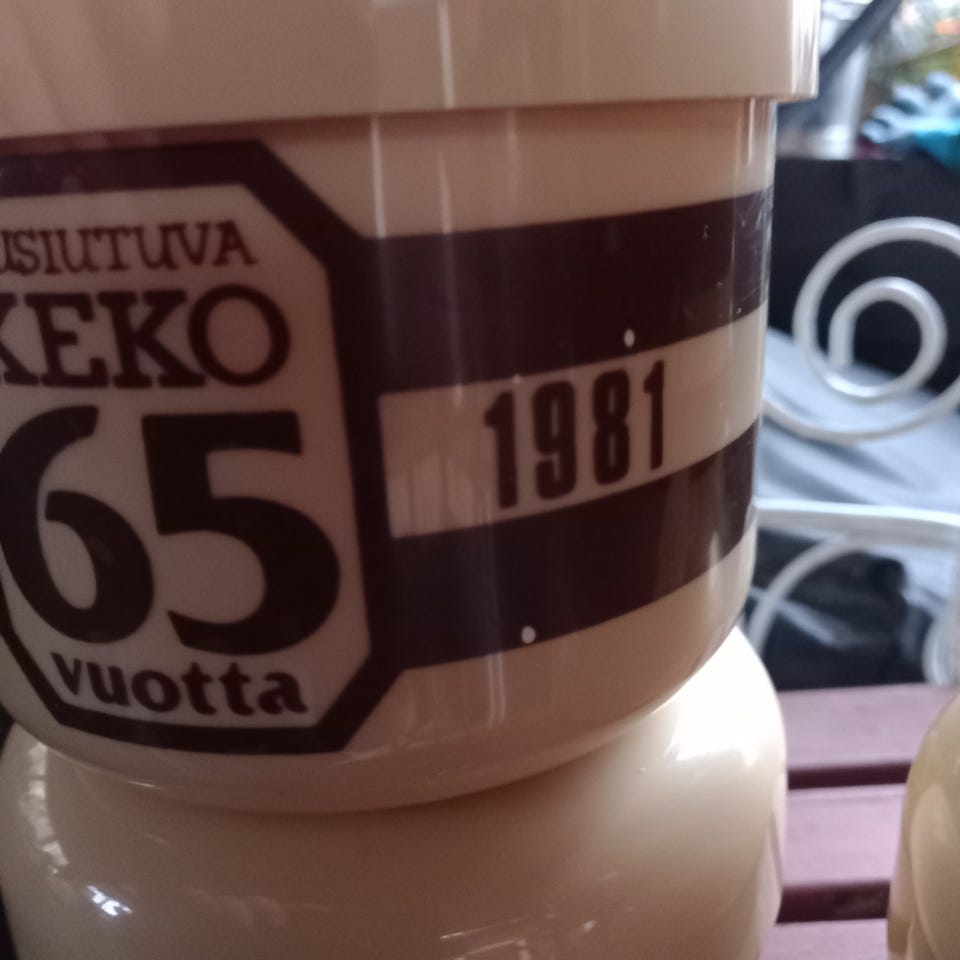 USIUTUVA
KEKO
65
vuotta
1981